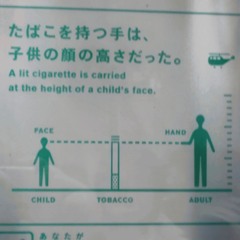 たばこを持つ手は、
子供の顔の高さだった。
A lit cigarette is carried
at the height of a child's face.
FACE
HAND
CHILD
TOBACCO
ADULT
あなたが